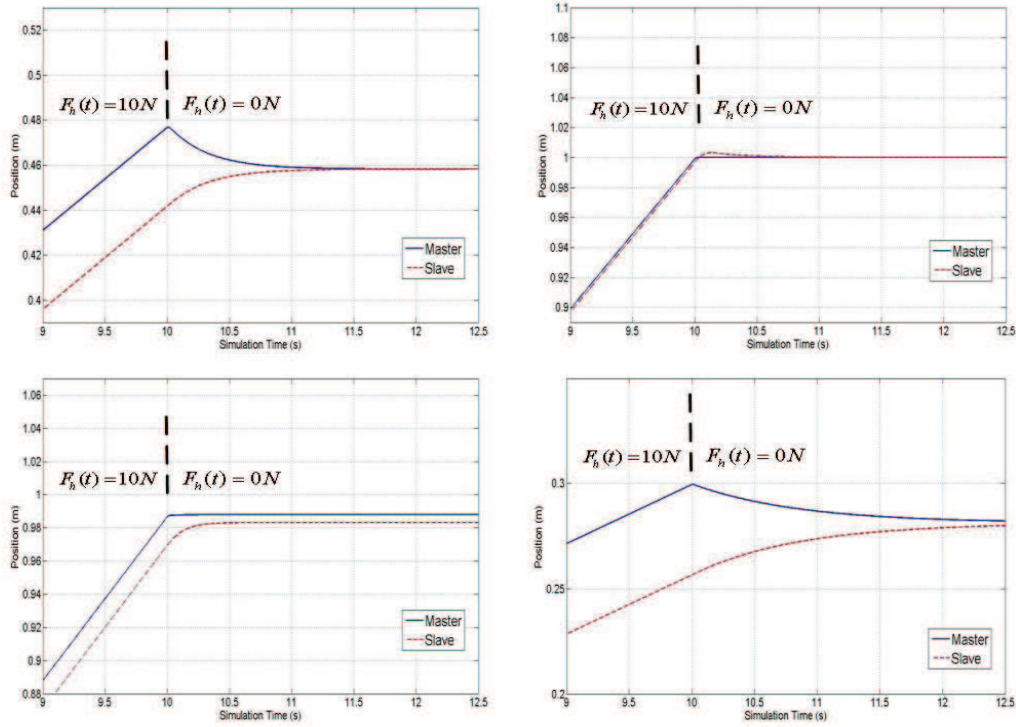 0.52
0.5
0.48
0.46
0.44
0.42
0.4
Position (m)
F_h(t)=10N F_h(t)=0N
Master
Slave
9 9.5 10 10.5 11 11.5 12 12.5
Simulation Time (s)
1.1
1.08
1.06
1.04
1.02
1
0.98
0.96
0.94
0.92
0.9
Position (m)
F_h(t)=10N F_h(t)=0N
Master
Slave
9 9.5 10 10.5 11 11.5 12 12.5
Simulation Time (s)
1.06
1.04
1.02
1
0.98
0.96
0.94
0.92
0.9
0.88
Position (m)
F_h(t)=10N F_h(t)=0N
Master
Slave
9 9.5 10 10.5 11 11.5 12 12.5
Simulation Time (s)
0.3
0.25
0.2
Position (m)
F_h(t)=10N F_h(t)=0N
Master
Slave
9 9.5 10 10.5 11 11.5 12 12.5
Simulation Time (s)